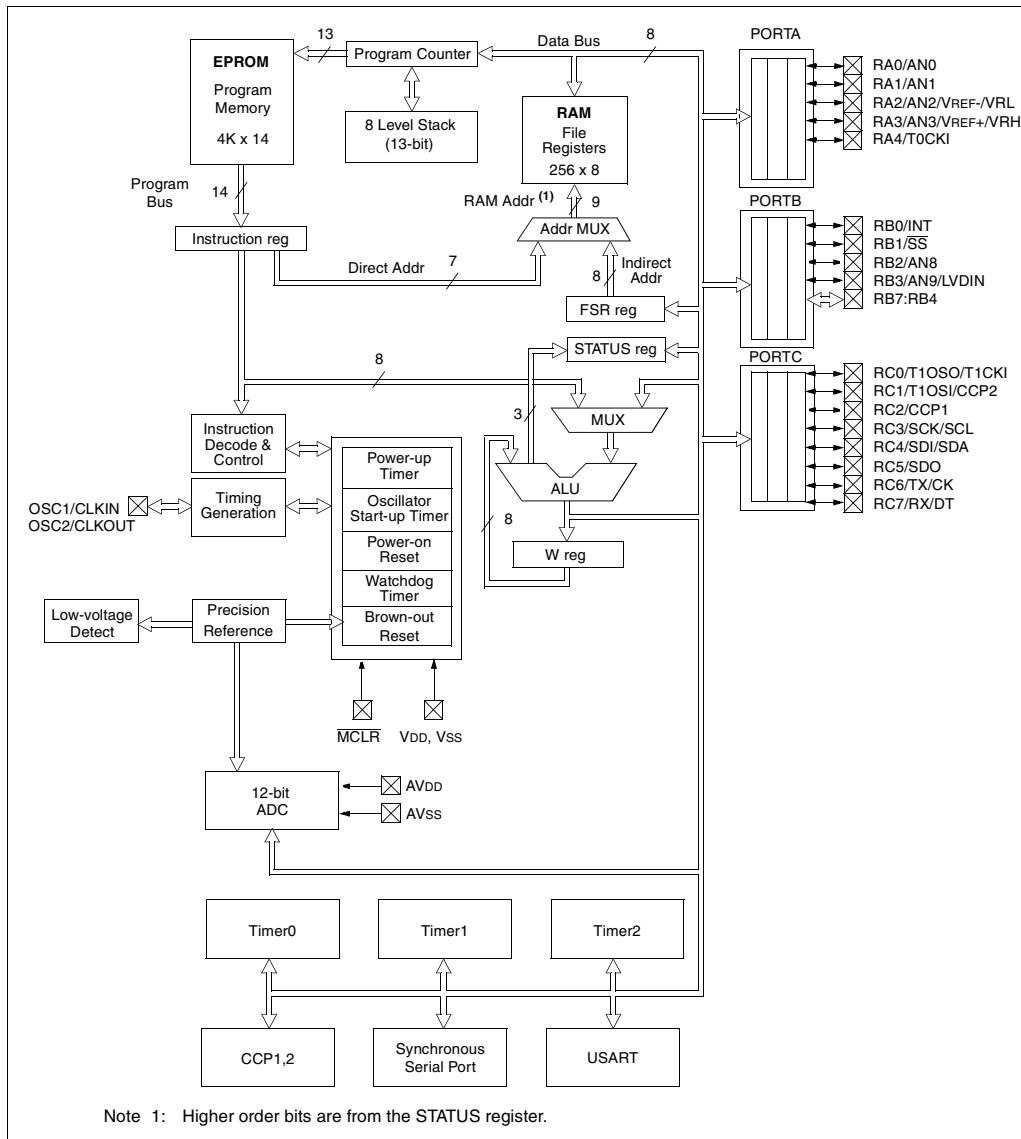 EPROM
Program
Memory
4K x 14
13
Program Counter
8 Level Stack
(13-bit)
Data Bus
8
RAM
File
Registers
256 x 8
Program
Bus
14
RAM Addr (1)
9
Addr MUX
Instruction reg
Direct Addr
7
8
Indirect
Addr
FSR reg
STATUS reg
8
3
MUX
ALU
8
W reg
Instruction
Decode &
Control
Timing
Generation
OSC1/CLKIN
OSC2/CLKOUT
Power-up
Timer
Oscillator
Start-up Timer
Power-on
Reset
Watchdog
Timer
Brown-out
Reset
Low-voltage
Detect
Precision
Reference
MCLR
VDD, VSS
12-bit
ADC
AVDD
AVSS
PORTA
RA0/AN0
RA1/AN1
RA2/AN2/VREF-/VRL
RA3/AN3/VREF+/VRH
RA4/T0CKI
PORTB
RB0/INT
RB1/SS
RB2/AN8
RB3/AN9/LVDIN
RB7:RB4
PORTC
RC0/T1OSO/T1CKI
RC1/T1OSI/CCP2
RC2/CCP1
RC3/SCK/SCL
RC4/SDI/SDA
RC5/SDO
RC6/TX/CK
RC7/RX/DT
Timer0
Timer1
Timer2
CCP1,2
Synchronous
Serial Port
USART
Note 1: Higher order bits are from the STATUS register.